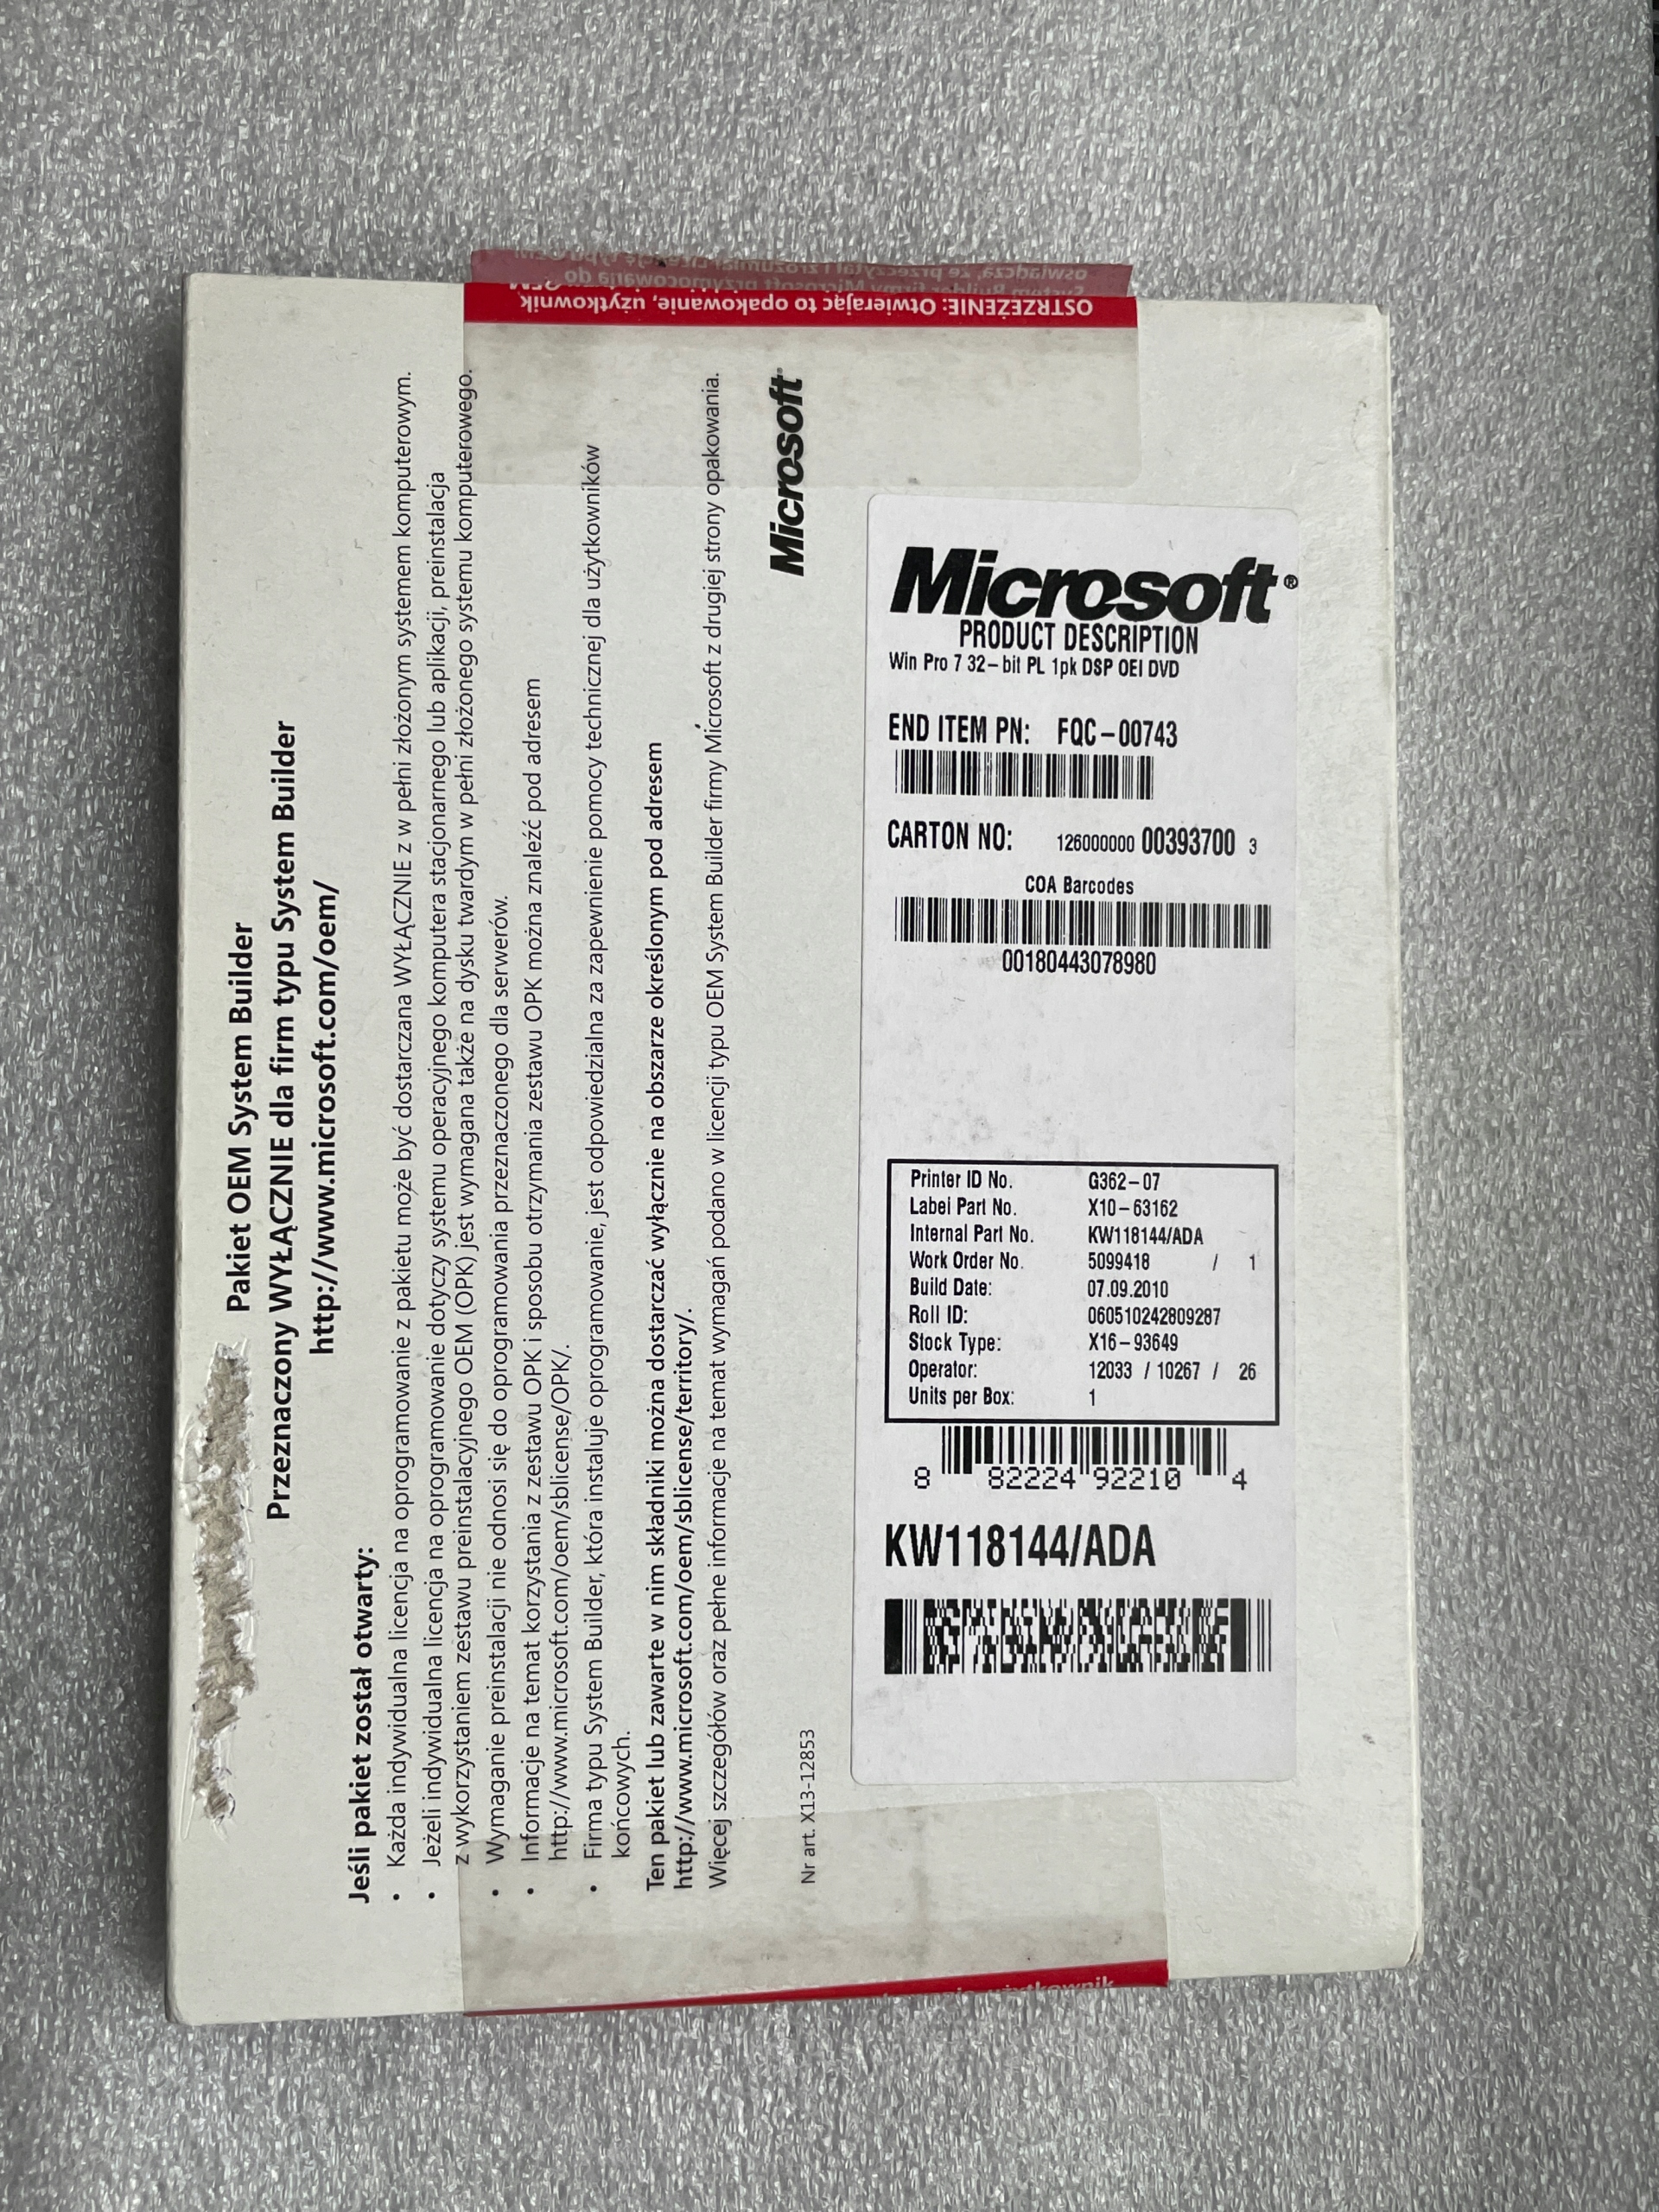 OSTRZEŻENIE: Otwierając to opakowanie, użytkownik
oświadcza, że przeczytał i zrozumiał
System Builder firmy Microsoft przymocowaną do
Pakiet OEM System Builder
Przeznaczony WYŁĄCZNIE dla firm typu System Builder
http://www.microsoft.com/oem/
Jeśli pakiet został otwarty:
• Każda indywidualna licencja na oprogramowanie z pakietu może być dostarczana WYŁĄCZNIE z w pełni złożonym systemem komputerowym.
• Jeżeli indywidualna licencja na oprogramowanie dotyczy systemu operacyjnego komputera stacjonarnego lub aplikacji, preinstalacja
z wykorzystaniem zestawu preinstalacyjnego OEM (OPK) jest wymagana także na dysku twardym w pełni złożonego systemu komputerowego.
• Wymaganie preinstalacji nie odnosi się do oprogramowania przeznaczonego dla serwerów.
• Informacje na temat korzystania z zestawu OPK i sposobu otrzymania zestawu OPK można znaleźć pod adresem
http://www.microsoft.com/oem/sblicense/OPK/.
• Firma typu System Builder, która instaluje oprogramowanie, jest odpowiedzialna za zapewnienie pomocy technicznej dla użytkowników
końcowych.
Ten pakiet lub zawarte w nim składniki można dostarczać wyłącznie na obszarze określonym pod adresem
http://www.microsoft.com/oem/sblicense/territory/.
Więcej szczegółów oraz pełne informacje na temat wymagań podano w licencji typu OEM System Builder firmy Microsoft z drugiej strony opakowania.
Nr art. X13-12853
Microsoft
Microsoft®
PRODUCT DESCRIPTION
Win Pro 7 32-bit PL 1pk DSP OEI DVD
END ITEM PN: FQC-00743
CARTON NO: 126000000 00393700 3
COA Barcodes
00180443078980
Printer ID No. G362-07
Label Part No. X10-63162
Internal Part No. KW118144/ADA
Work Order No. 5099418 / 1
Build Date: 07.09.2010
Roll ID: 060510242809287
Stock Type: X16-93649
Operator: 12033 / 10267 / 26
Units per Box: 1
8 82224 92210 4
KW118144/ADA
użytkownik